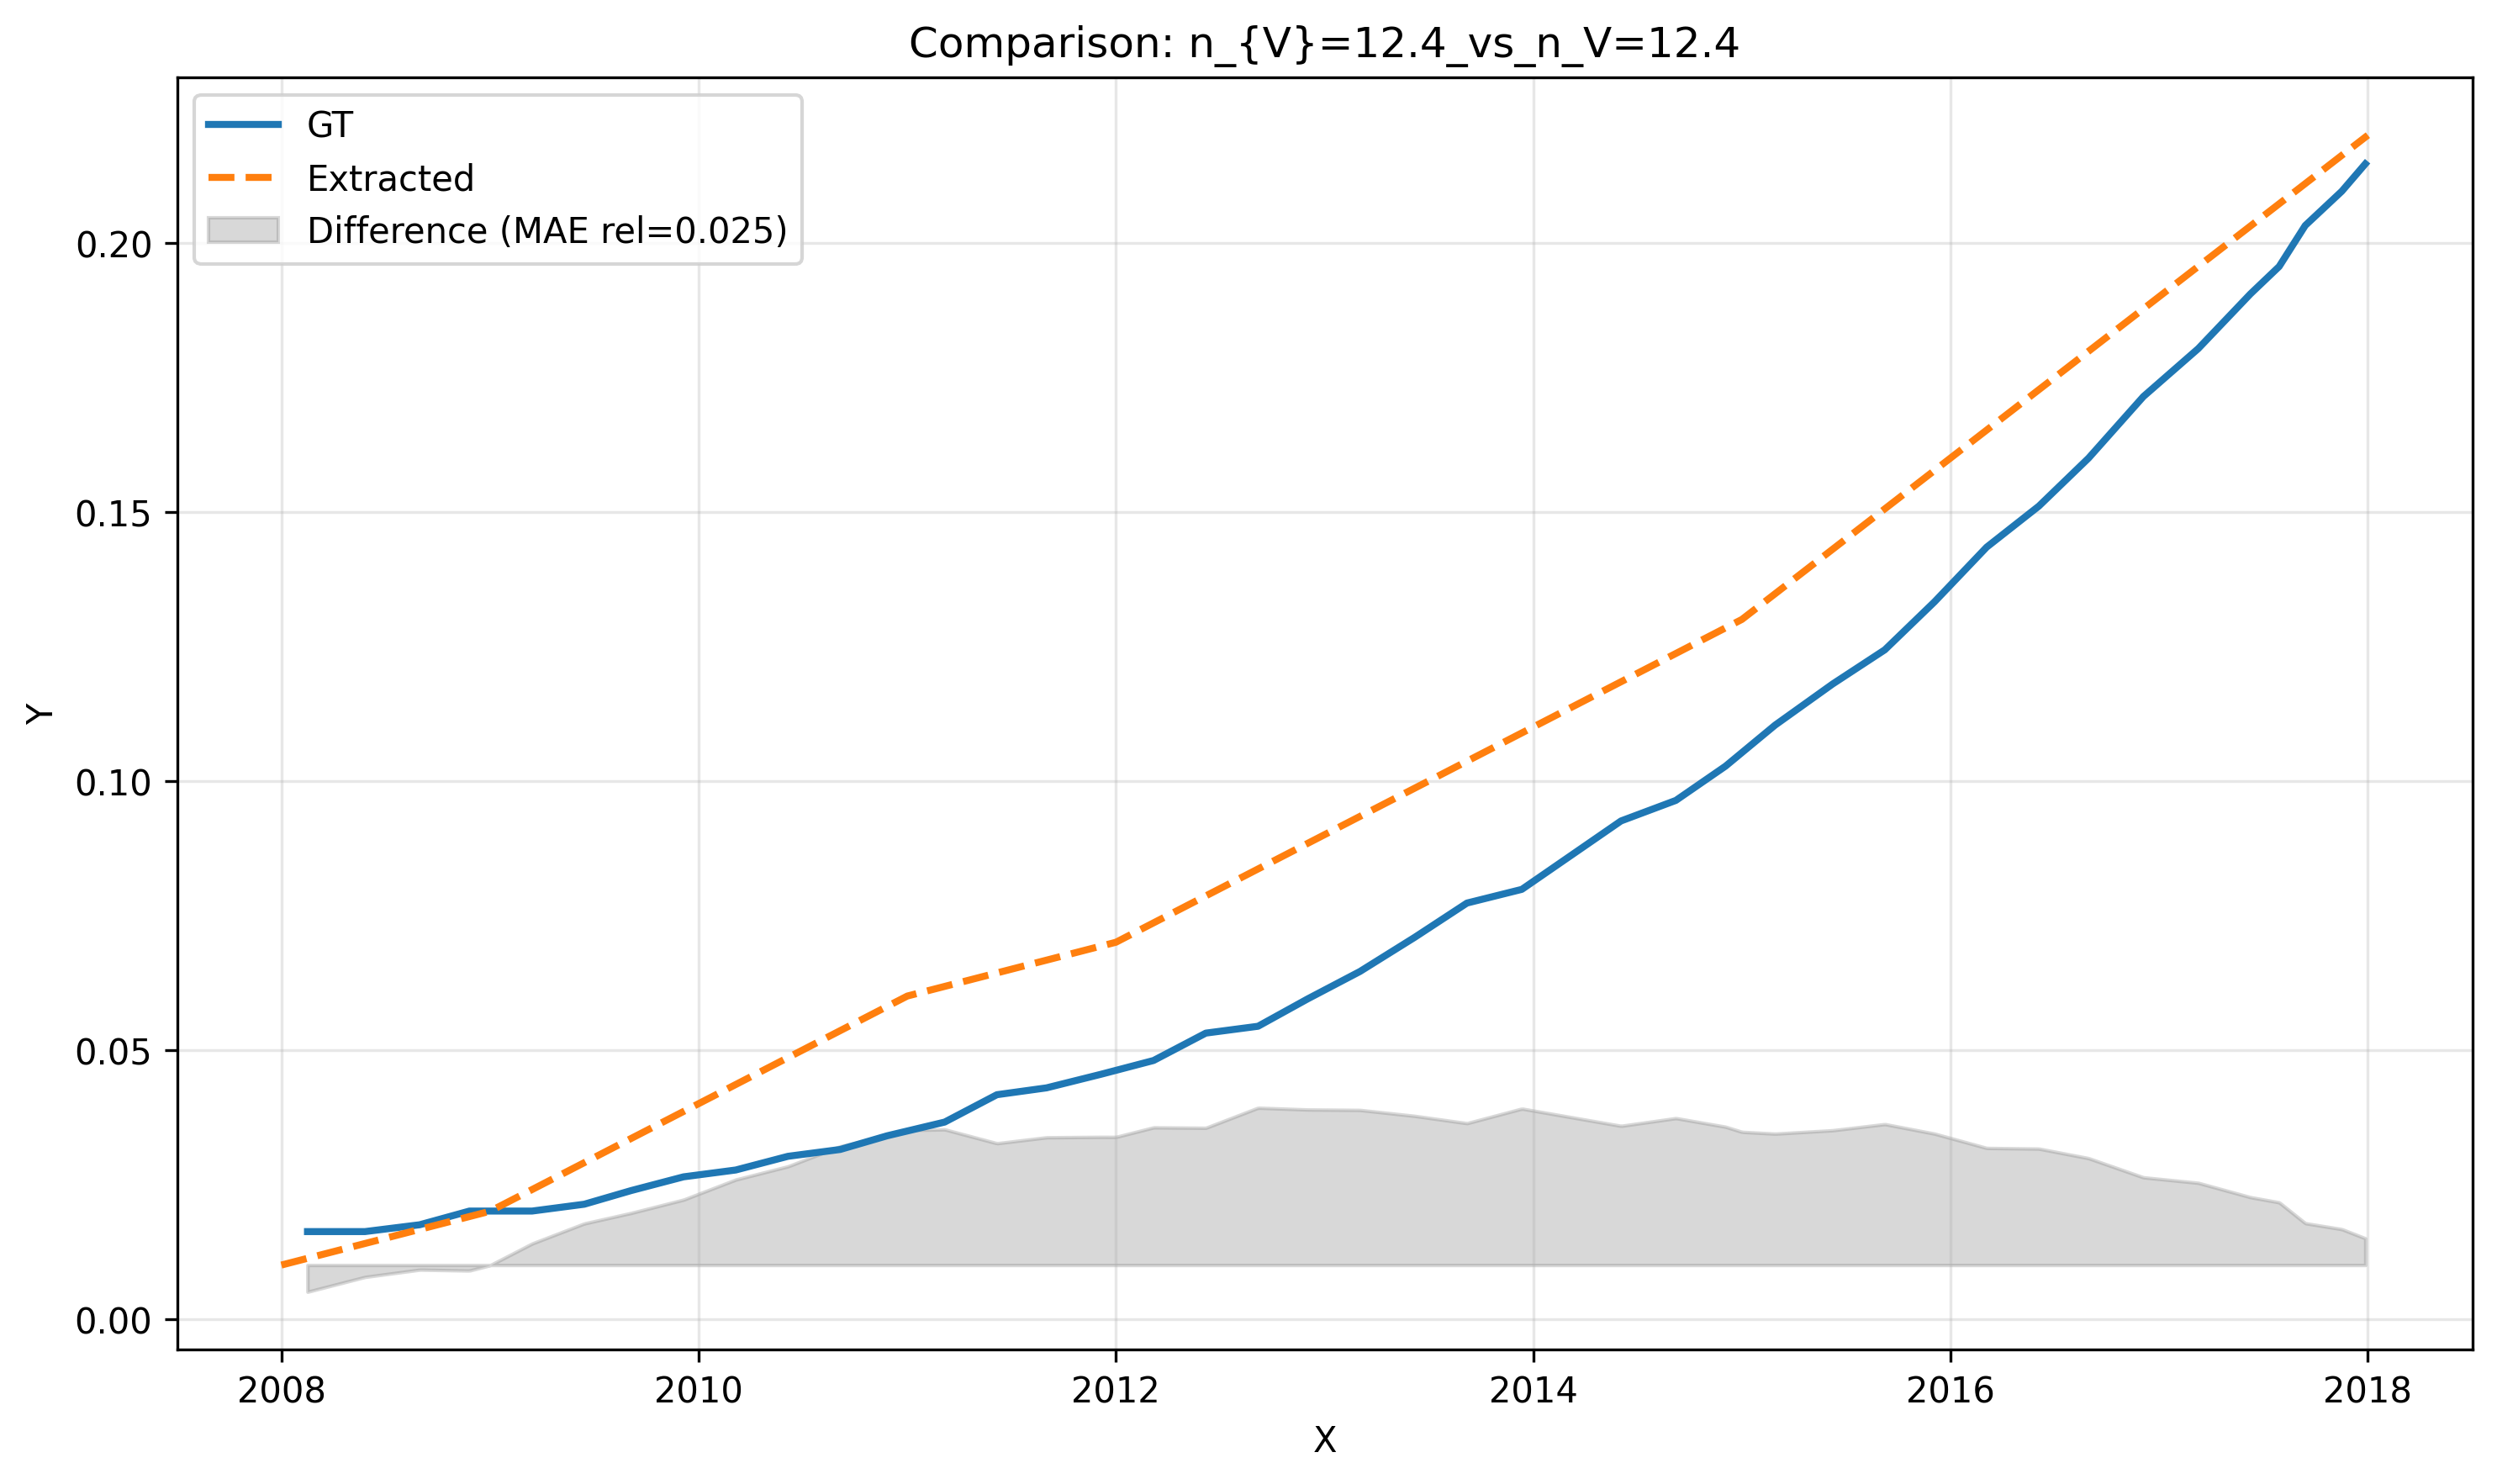 Comparison: n_{V}=12.4_vs_n_V=12.4
GT
Extracted
Difference (MAE rel=0.025)
0.20
0.15
0.10
0.05
0.00
Y
2008 2010 2012 2014 2016 2018
X